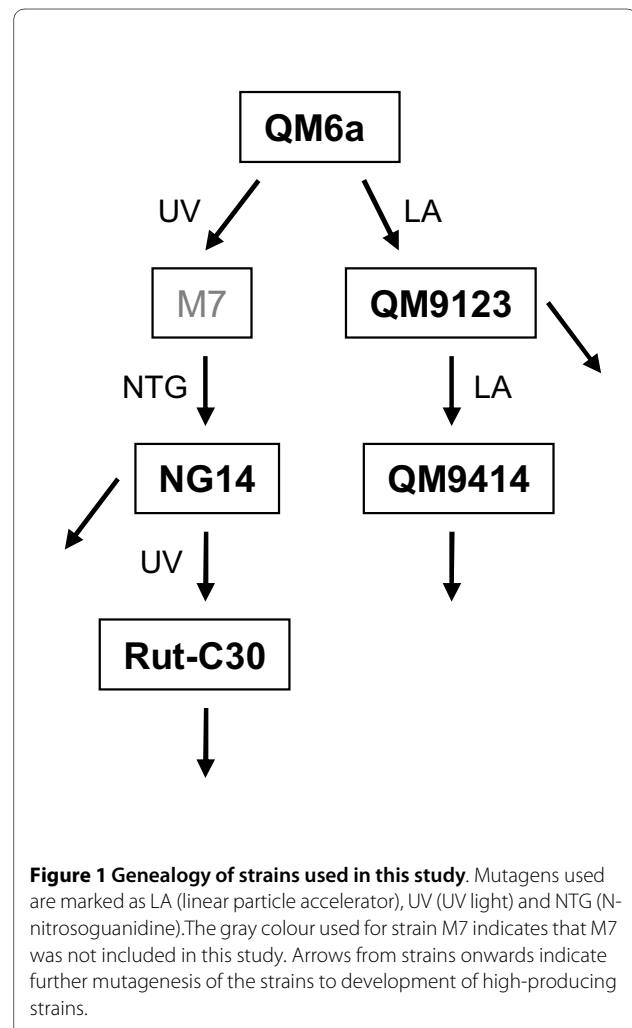 QM6a
UV
LA
M7
QM9123
NTG
LA
NG14
QM9414
UV
Rut-C30
Figure 1 Genealogy of strains used in this study. Mutagens used
are marked as LA (linear particle accelerator), UV (UV light) and NTG (N-
nitrosoguanidine).The gray colour used for strain M7 indicates that M7
was not included in this study. Arrows from strains onwards indicate
further mutagenesis of the strains to development of high-producing
strains.